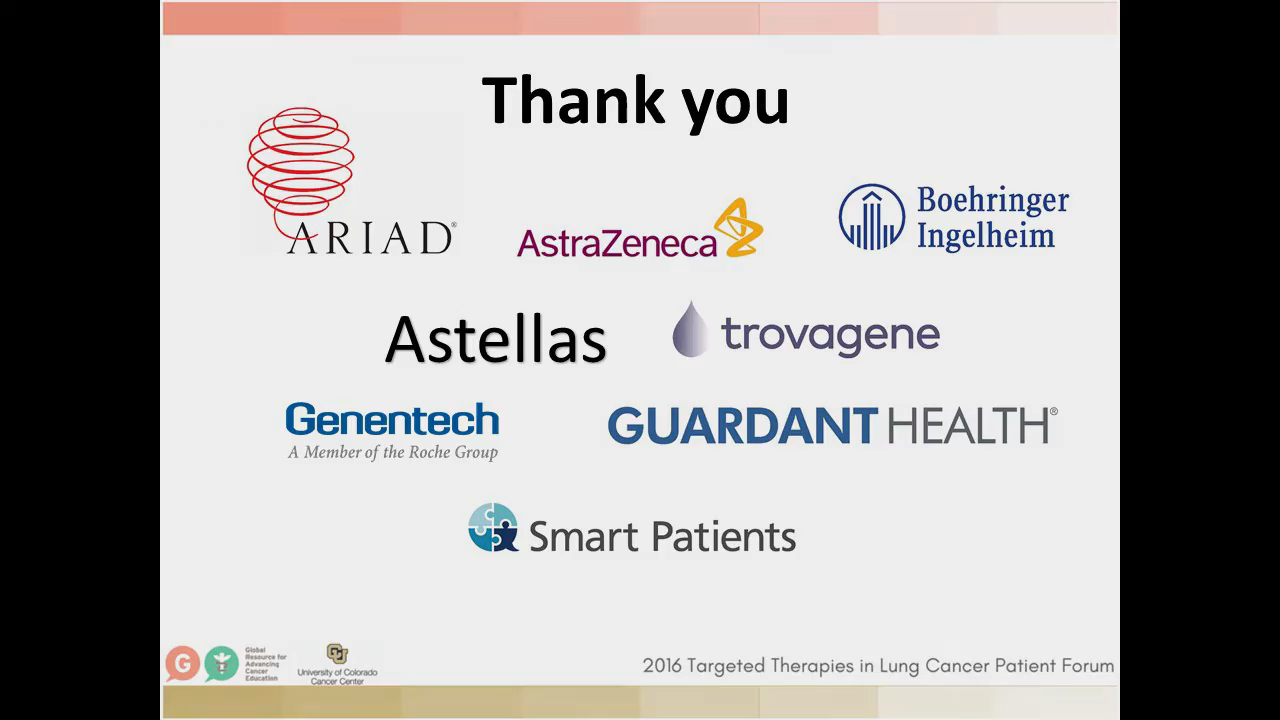 Thank you
ARIAD®
AstraZeneca
Boehringer
Ingelheim
Astellas
trovagene
Genentech
A Member of the Roche Group
GUARDANT HEALTH®
Smart Patients
G
Global
Resource for
Advancing
Cancer
Education
CU
University of Colorado
Cancer Center
2016 Targeted Therapies in Lung Cancer Patient Forum